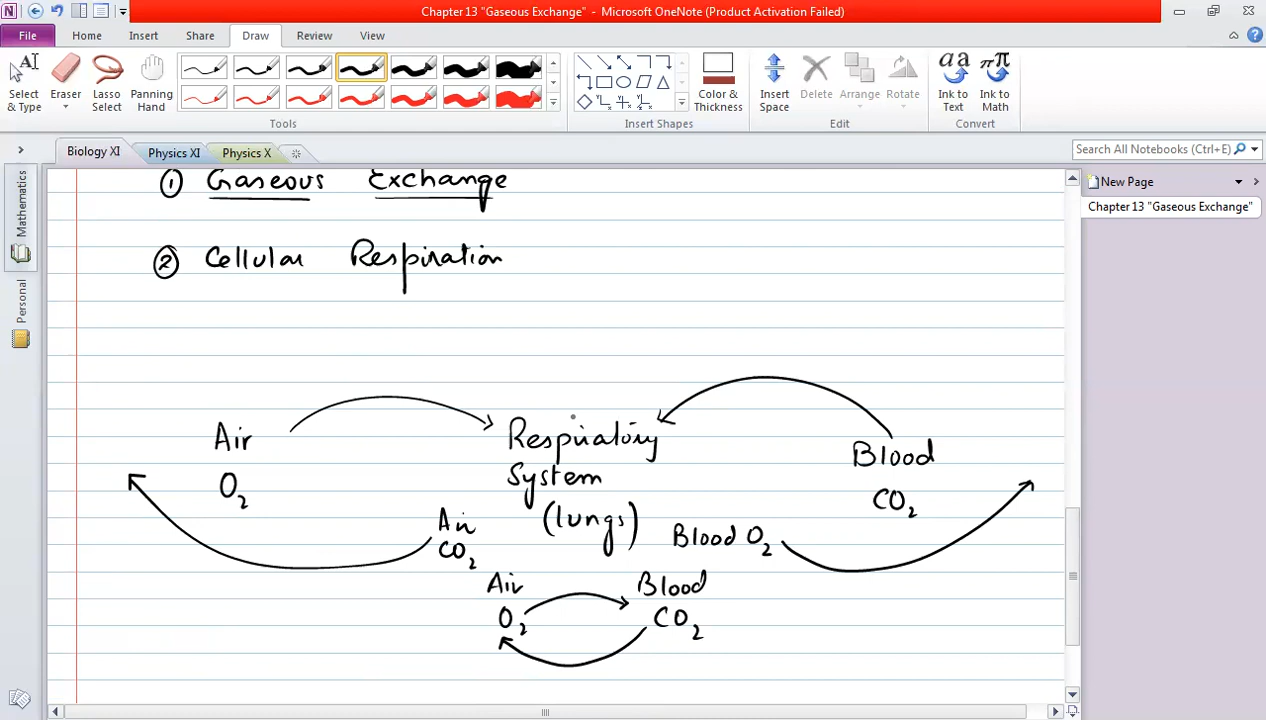 Chapter 13 "Gaseous Exchange" - Microsoft OneNote (Product Activation Failed)
File Home Insert Share Draw Review View
Select & Type
Eraser
Lasso Select
Panning Hand
Color & Thickness
Insert Space
Delete
Arrange
Rotate
Ink to Text
Ink to Math
Tools
Insert Shapes
Edit
Convert
Biology XI Physics XI Physics X
Search All Notebooks (Ctrl+E)
New Page
Chapter 13 "Gaseous Exchange"
Mathematics
Personal
① Gaseous Exchange
② Cellular Respiration
Air
O₂
Respiratory
System
(lungs)
Blood
CO₂
Air
CO₂
Blood O₂
Air Blood
O₂ CO₂